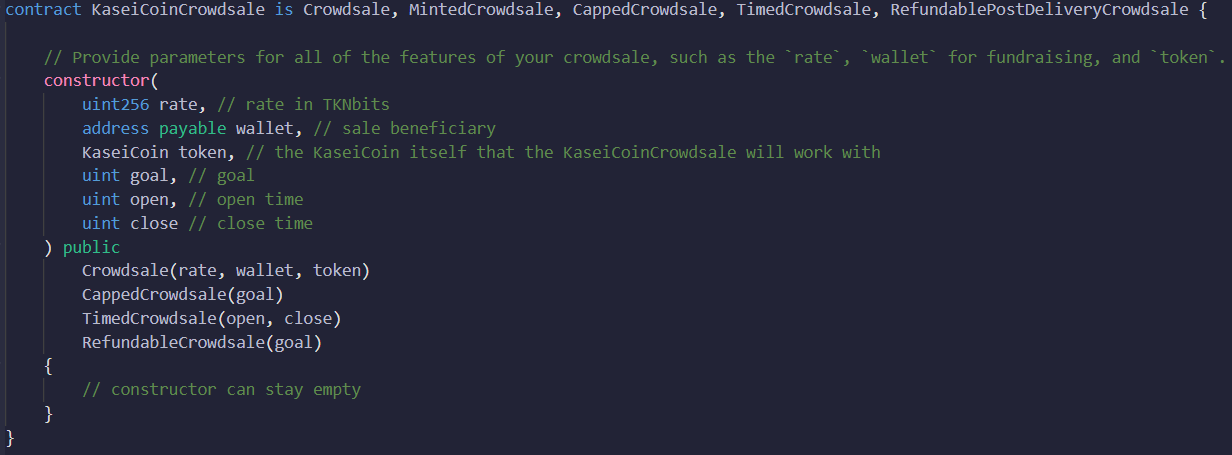 contract KaseiCoinCrowdsale is Crowdsale, MintedCrowdsale, CappedCrowdsale, TimedCrowdsale, RefundablePostDeliveryCrowdsale {
// Provide parameters for all of the features of your crowdsale, such as the `rate`, `wallet` for fundraising, and `token`.
constructor(
uint256 rate, // rate in TKNbits
address payable wallet, // sale beneficiary
KaseiCoin token, // the KaseiCoin itself that the KaseiCoinCrowdsale will work with
uint goal, // goal
uint open, // open time
uint close // close time
) public
Crowdsale(rate, wallet, token)
CappedCrowdsale(goal)
TimedCrowdsale(open, close)
RefundableCrowdsale(goal)
{
// constructor can stay empty
}
}